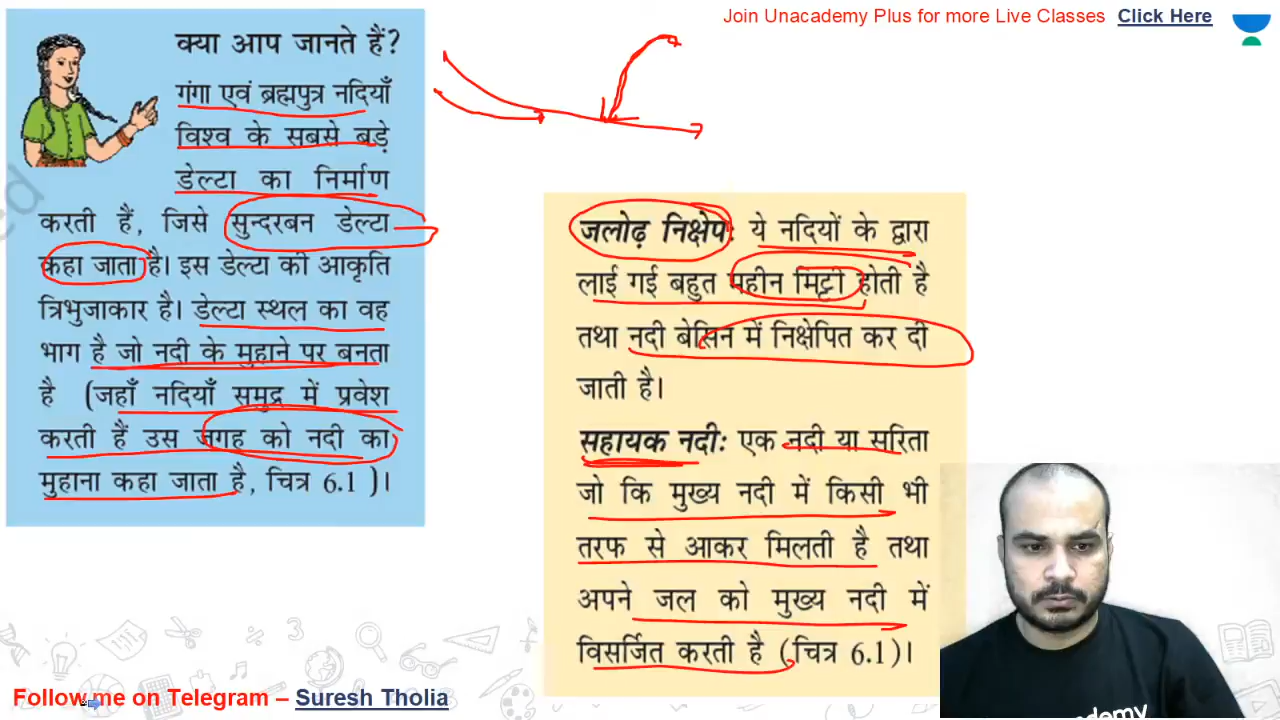 Join Unacademy Plus for more Live Classes Click Here
क्या आप जानते हैं?
गंगा एवं ब्रह्मपुत्र नदियाँ
विश्व के सबसे बड़े
डेल्टा का निर्माण
करती हैं, जिसे सुन्दरबन डेल्टा
कहा जाता है। इस डेल्टा की आकृति
त्रिभुजाकार है। डेल्टा स्थल का वह
भाग है जो नदी के मुहाने पर बनता
है (जहाँ नदियाँ समुद्र में प्रवेश
करती हैं उस जगह को नदी का
मुहाना कहा जाता है, चित्र 6.1 )।
जलोढ़ निक्षेप: ये नदियों के द्वारा
लाई गई बहुत महीन मिट्टी होती है
तथा नदी बेसिन में निक्षेपित कर दी
जाती है।
सहायक नदी: एक नदी या सरिता
जो कि मुख्य नदी में किसी भी
तरफ से आकर मिलती है तथा
अपने जल को मुख्य नदी में
विसर्जित करती है (चित्र 6.1)।
Follow me on Telegram – Suresh Tholia